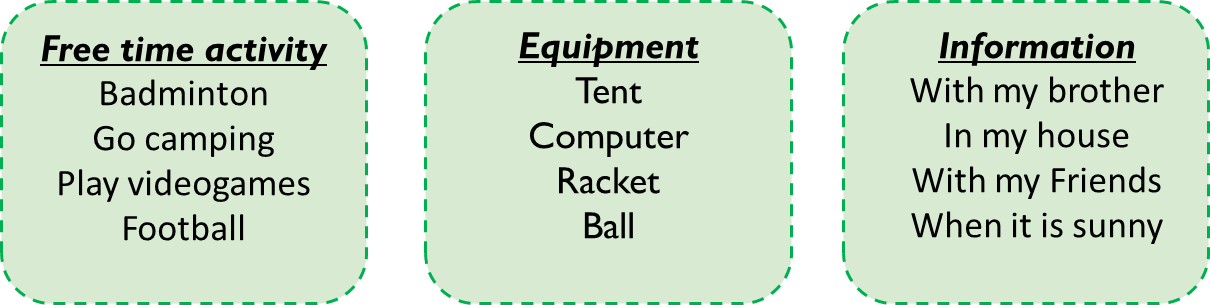 Free time activity
Badminton
Go camping
Play videogames
Football
Equipment
Tent
Computer
Racket
Ball
Information
With my brother
In my house
With my Friends
When it is sunny